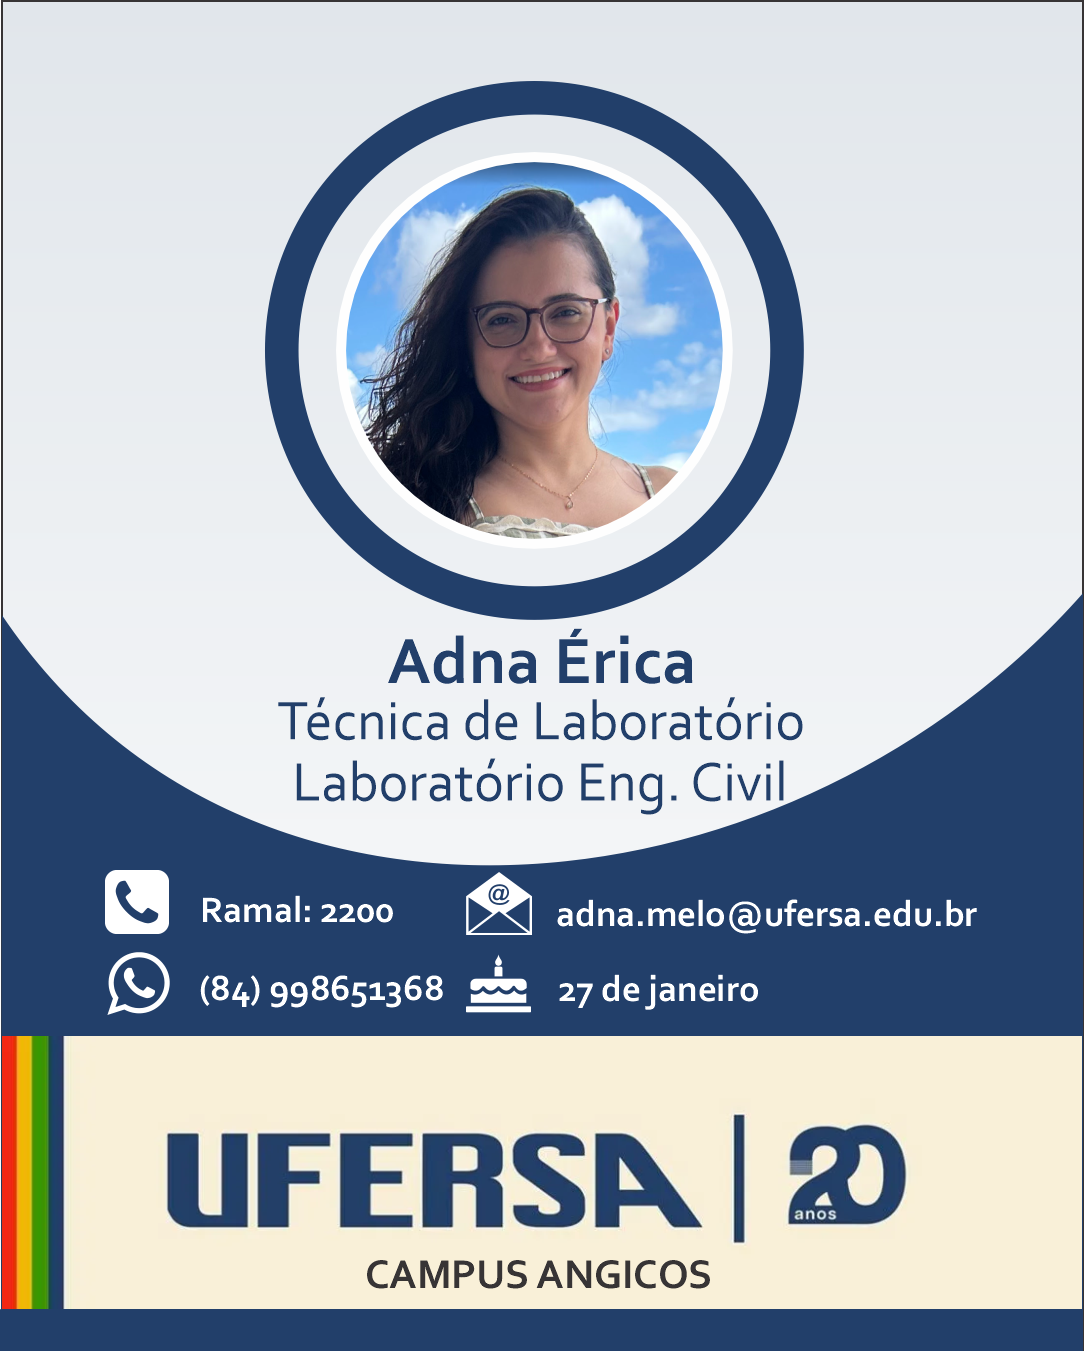 Adna Érica
Técnica de Laboratório
Laboratório Eng. Civil
Ramal: 2200
@
adna.melo@ufersa.edu.br
(84) 998651368
27 de janeiro
UFERSA | 20 anos
CAMPUS ANGICOS